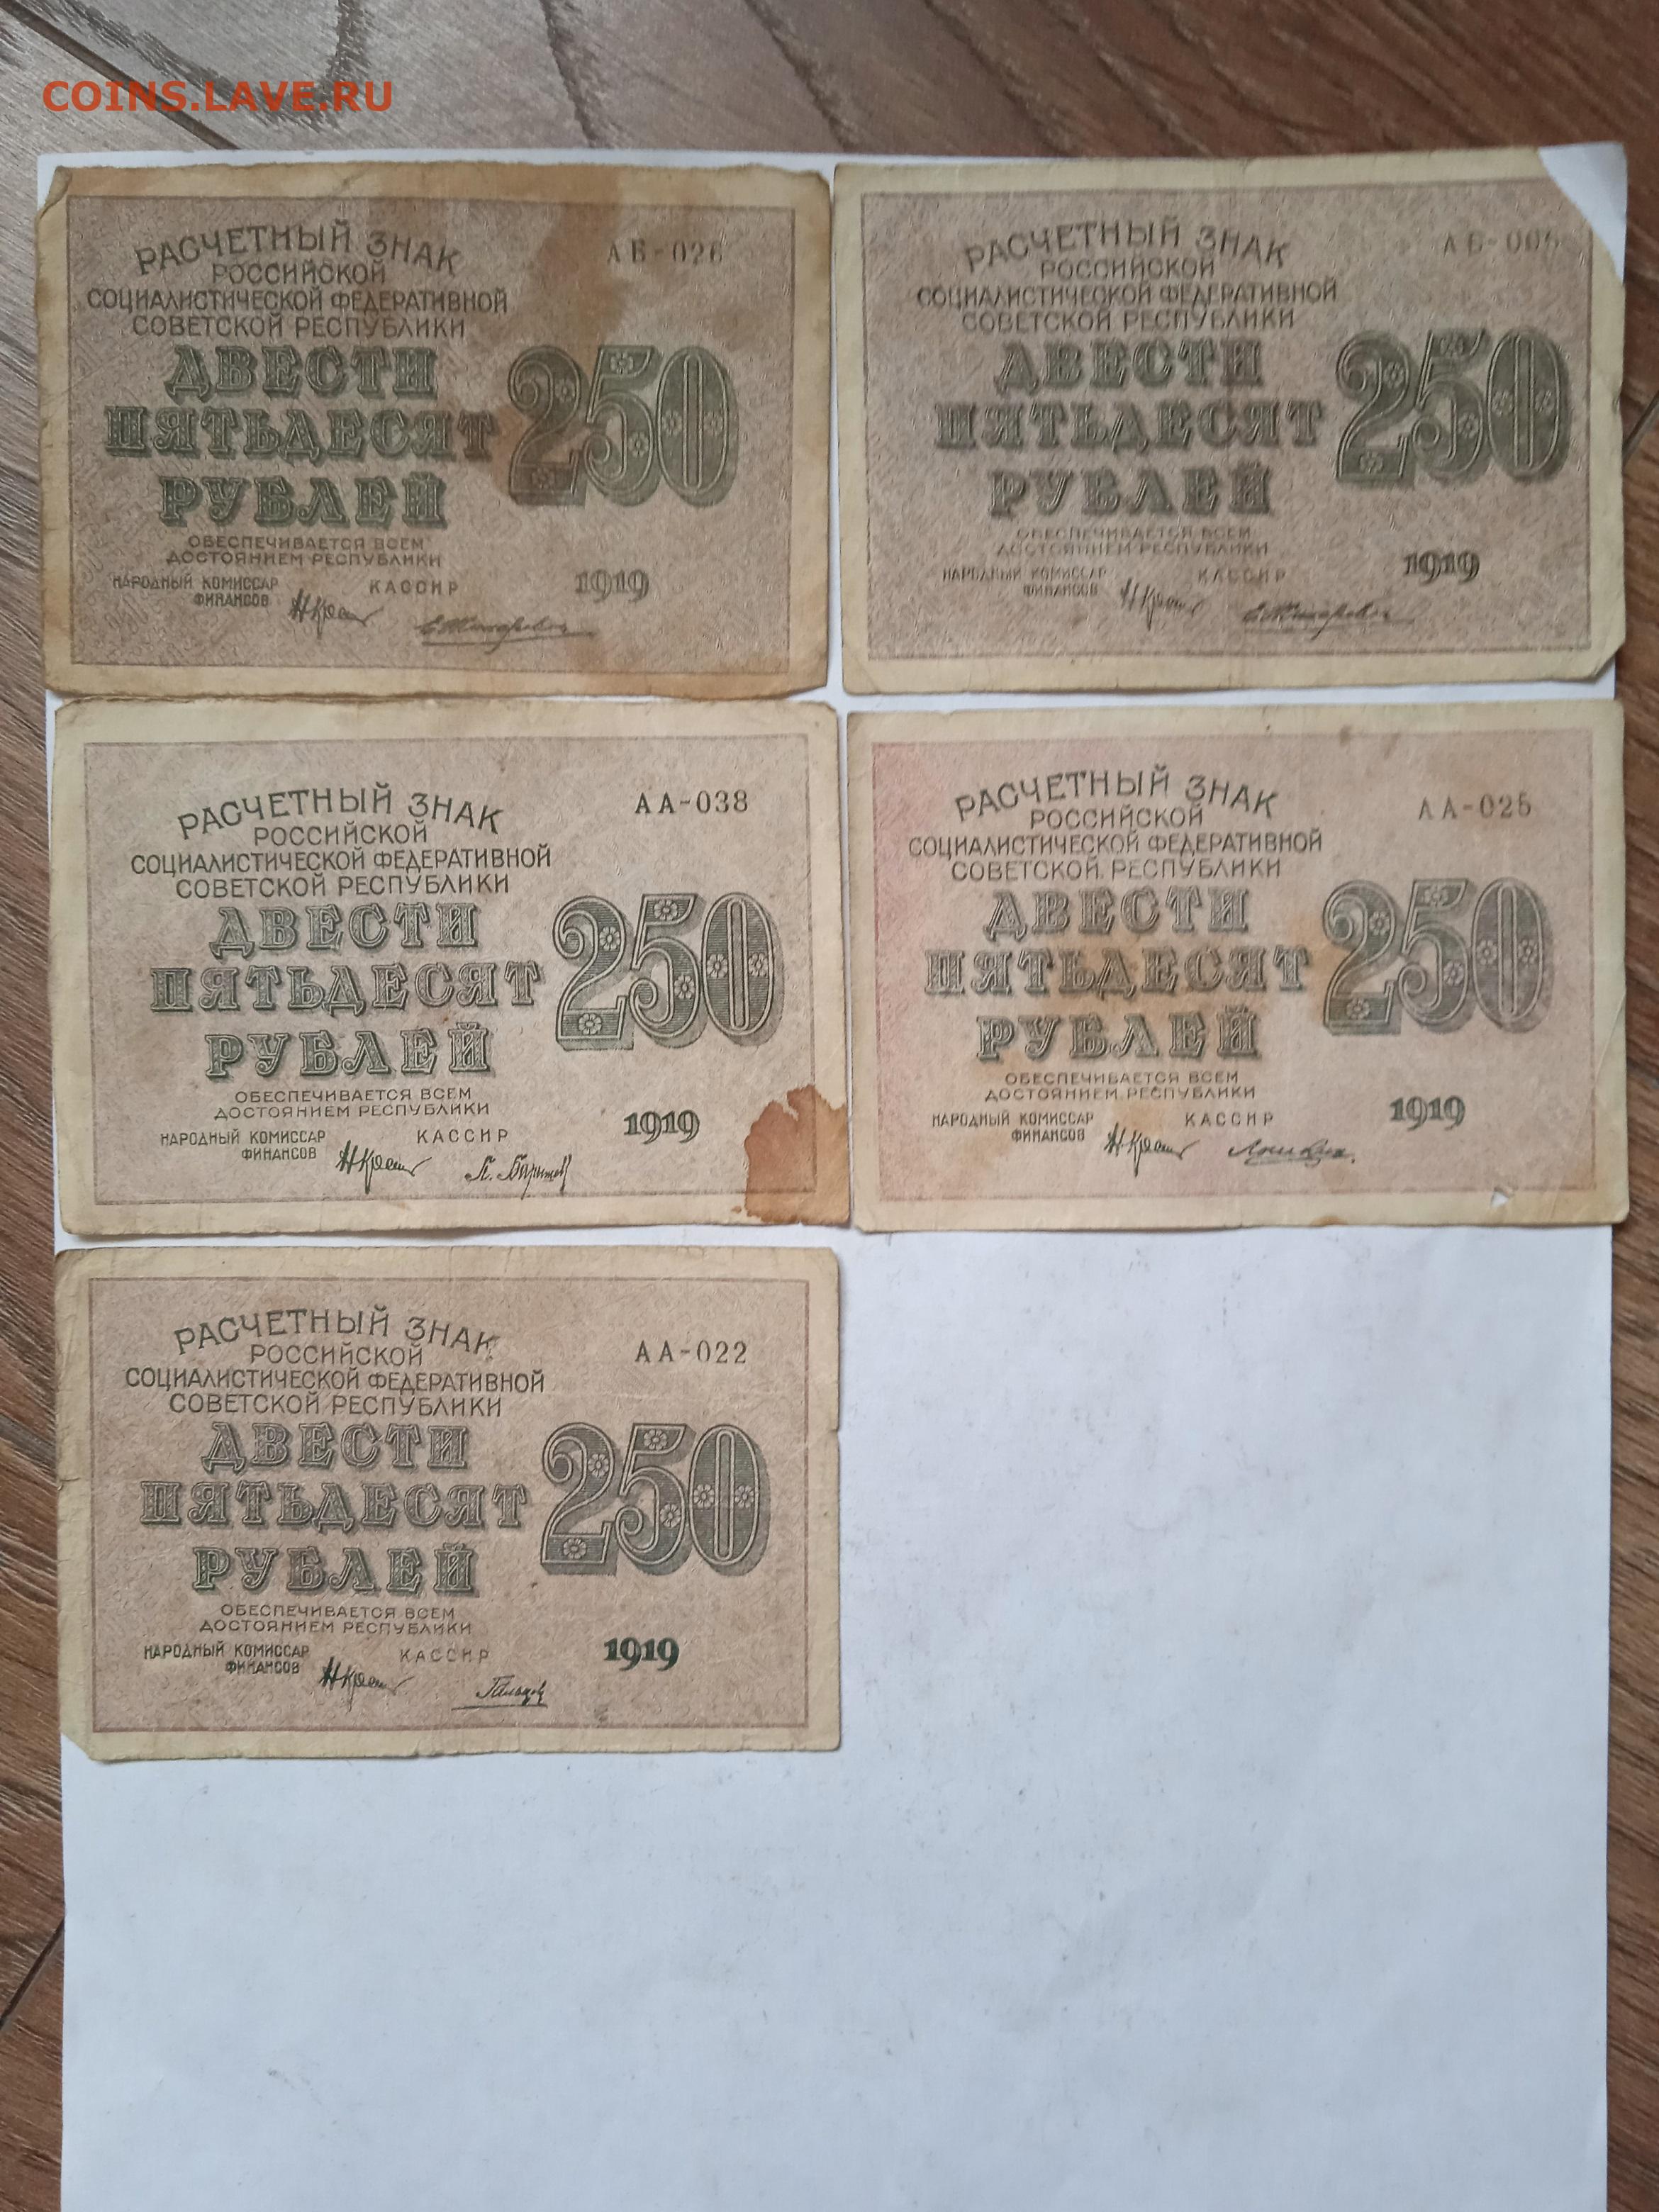 COINS.LAVE.RU
РАСЧЕТНЫЙ ЗНАК
АБ-026
РОССИЙСКОЙ
СОЦИАЛИСТИЧЕСКОЙ ФЕДЕРАТИВНОЙ
СОВЕТСКОЙ РЕСПУБЛИКИ
ДВЕСТИ
ПЯТЬДЕСЯТ
РУБЛЕЙ
250
ОБЕСПЕЧИВАЕТСЯ ВСЕМ
ДОСТОЯНИЕМ РЕСПУБЛИКИ
НАРОДНЫЙ КОМИССАР
ФИНАНСОВ
КАССИР
1919
РАСЧЕТНЫЙ ЗНАК
РОССИЙСКОЙ
СОЦИАЛИСТИЧЕСКОЙ ФЕДЕРАТИВНОЙ
СОВЕТСКОЙ РЕСПУБЛИКИ
ДВЕСТИ
ПЯТЬДЕСЯТ
РУБЛЕЙ
250
ОБЕСПЕЧИВАЕТСЯ ВСЕМ
ДОСТОЯНИЕМ РЕСПУБЛИКИ
НАРОДНЫЙ КОМИССАР
ФИНАНСОВ
КАССИР
1919
РАСЧЕТНЫЙ ЗНАК
АА-038
РОССИЙСКОЙ
СОЦИАЛИСТИЧЕСКОЙ ФЕДЕРАТИВНОЙ
СОВЕТСКОЙ РЕСПУБЛИКИ
ДВЕСТИ
ПЯТЬДЕСЯТ
РУБЛЕЙ
250
ОБЕСПЕЧИВАЕТСЯ ВСЕМ
ДОСТОЯНИЕМ РЕСПУБЛИКИ
НАРОДНЫЙ КОМИССАР
ФИНАНСОВ
КАССИР
1919
РАСЧЕТНЫЙ ЗНАК
АА-025
РОССИЙСКОЙ
СОЦИАЛИСТИЧЕСКОЙ ФЕДЕРАТИВНОЙ
СОВЕТСКОЙ РЕСПУБЛИКИ
ДВЕСТИ
ПЯТЬДЕСЯТ
РУБЛЕЙ
250
ОБЕСПЕЧИВАЕТСЯ ВСЕМ
ДОСТОЯНИЕМ РЕСПУБЛИКИ
НАРОДНЫЙ КОМИССАР
ФИНАНСОВ
КАССИР
1919
РАСЧЕТНЫЙ ЗНАК
АА-022
РОССИЙСКОЙ
СОЦИАЛИСТИЧЕСКОЙ ФЕДЕРАТИВНОЙ
СОВЕТСКОЙ РЕСПУБЛИКИ
ДВЕСТИ
ПЯТЬДЕСЯТ
РУБЛЕЙ
250
ОБЕСПЕЧИВАЕТСЯ ВСЕМ
ДОСТОЯНИЕМ РЕСПУБЛИКИ
НАРОДНЫЙ КОМИССАР
ФИНАНСОВ
КАССИР
1919